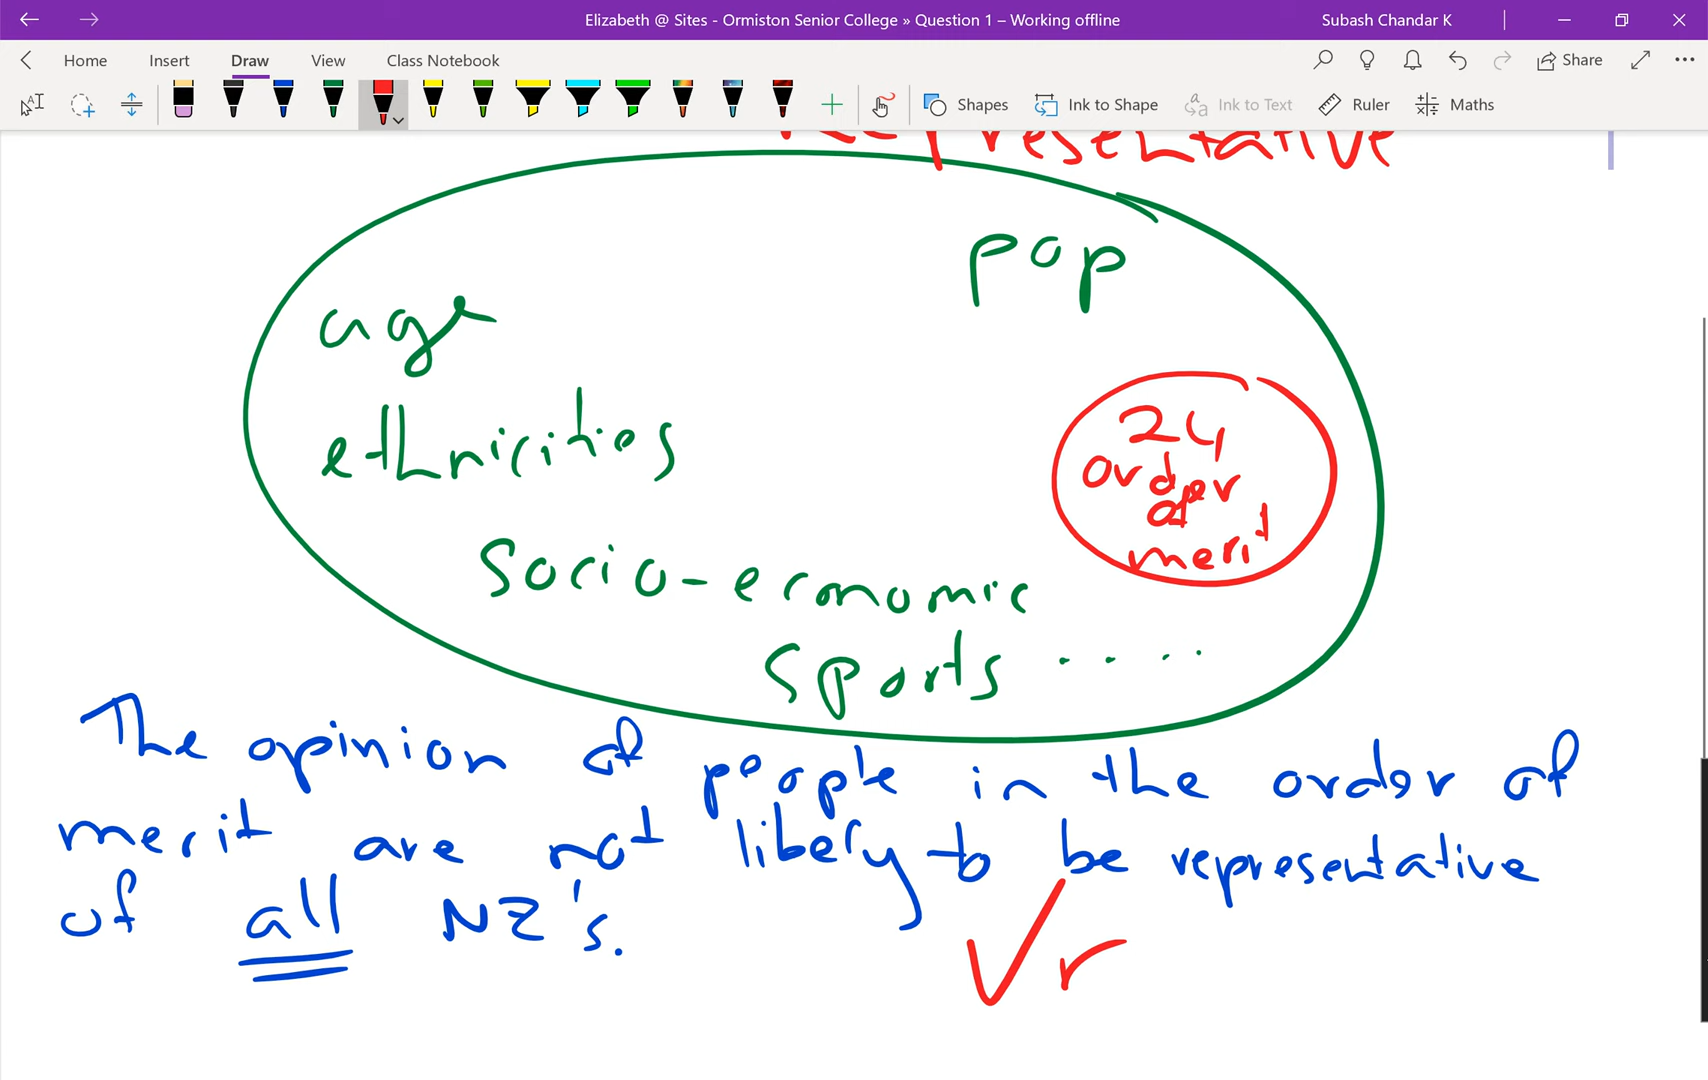 Elizabeth @ Sites - Ormiston Senior College » Question 1 – Working offline
Subash Chandar K
Home Insert Draw View Class Notebook
Share
Shapes Ink to Shape Ink to Text Ruler Maths
Representative
pop
age
ethnicities
24
order
of
merit
Socio-economic
Sports .....
The opinion of people in the order of
merit are not likely to be representative
of all NZ's.
r